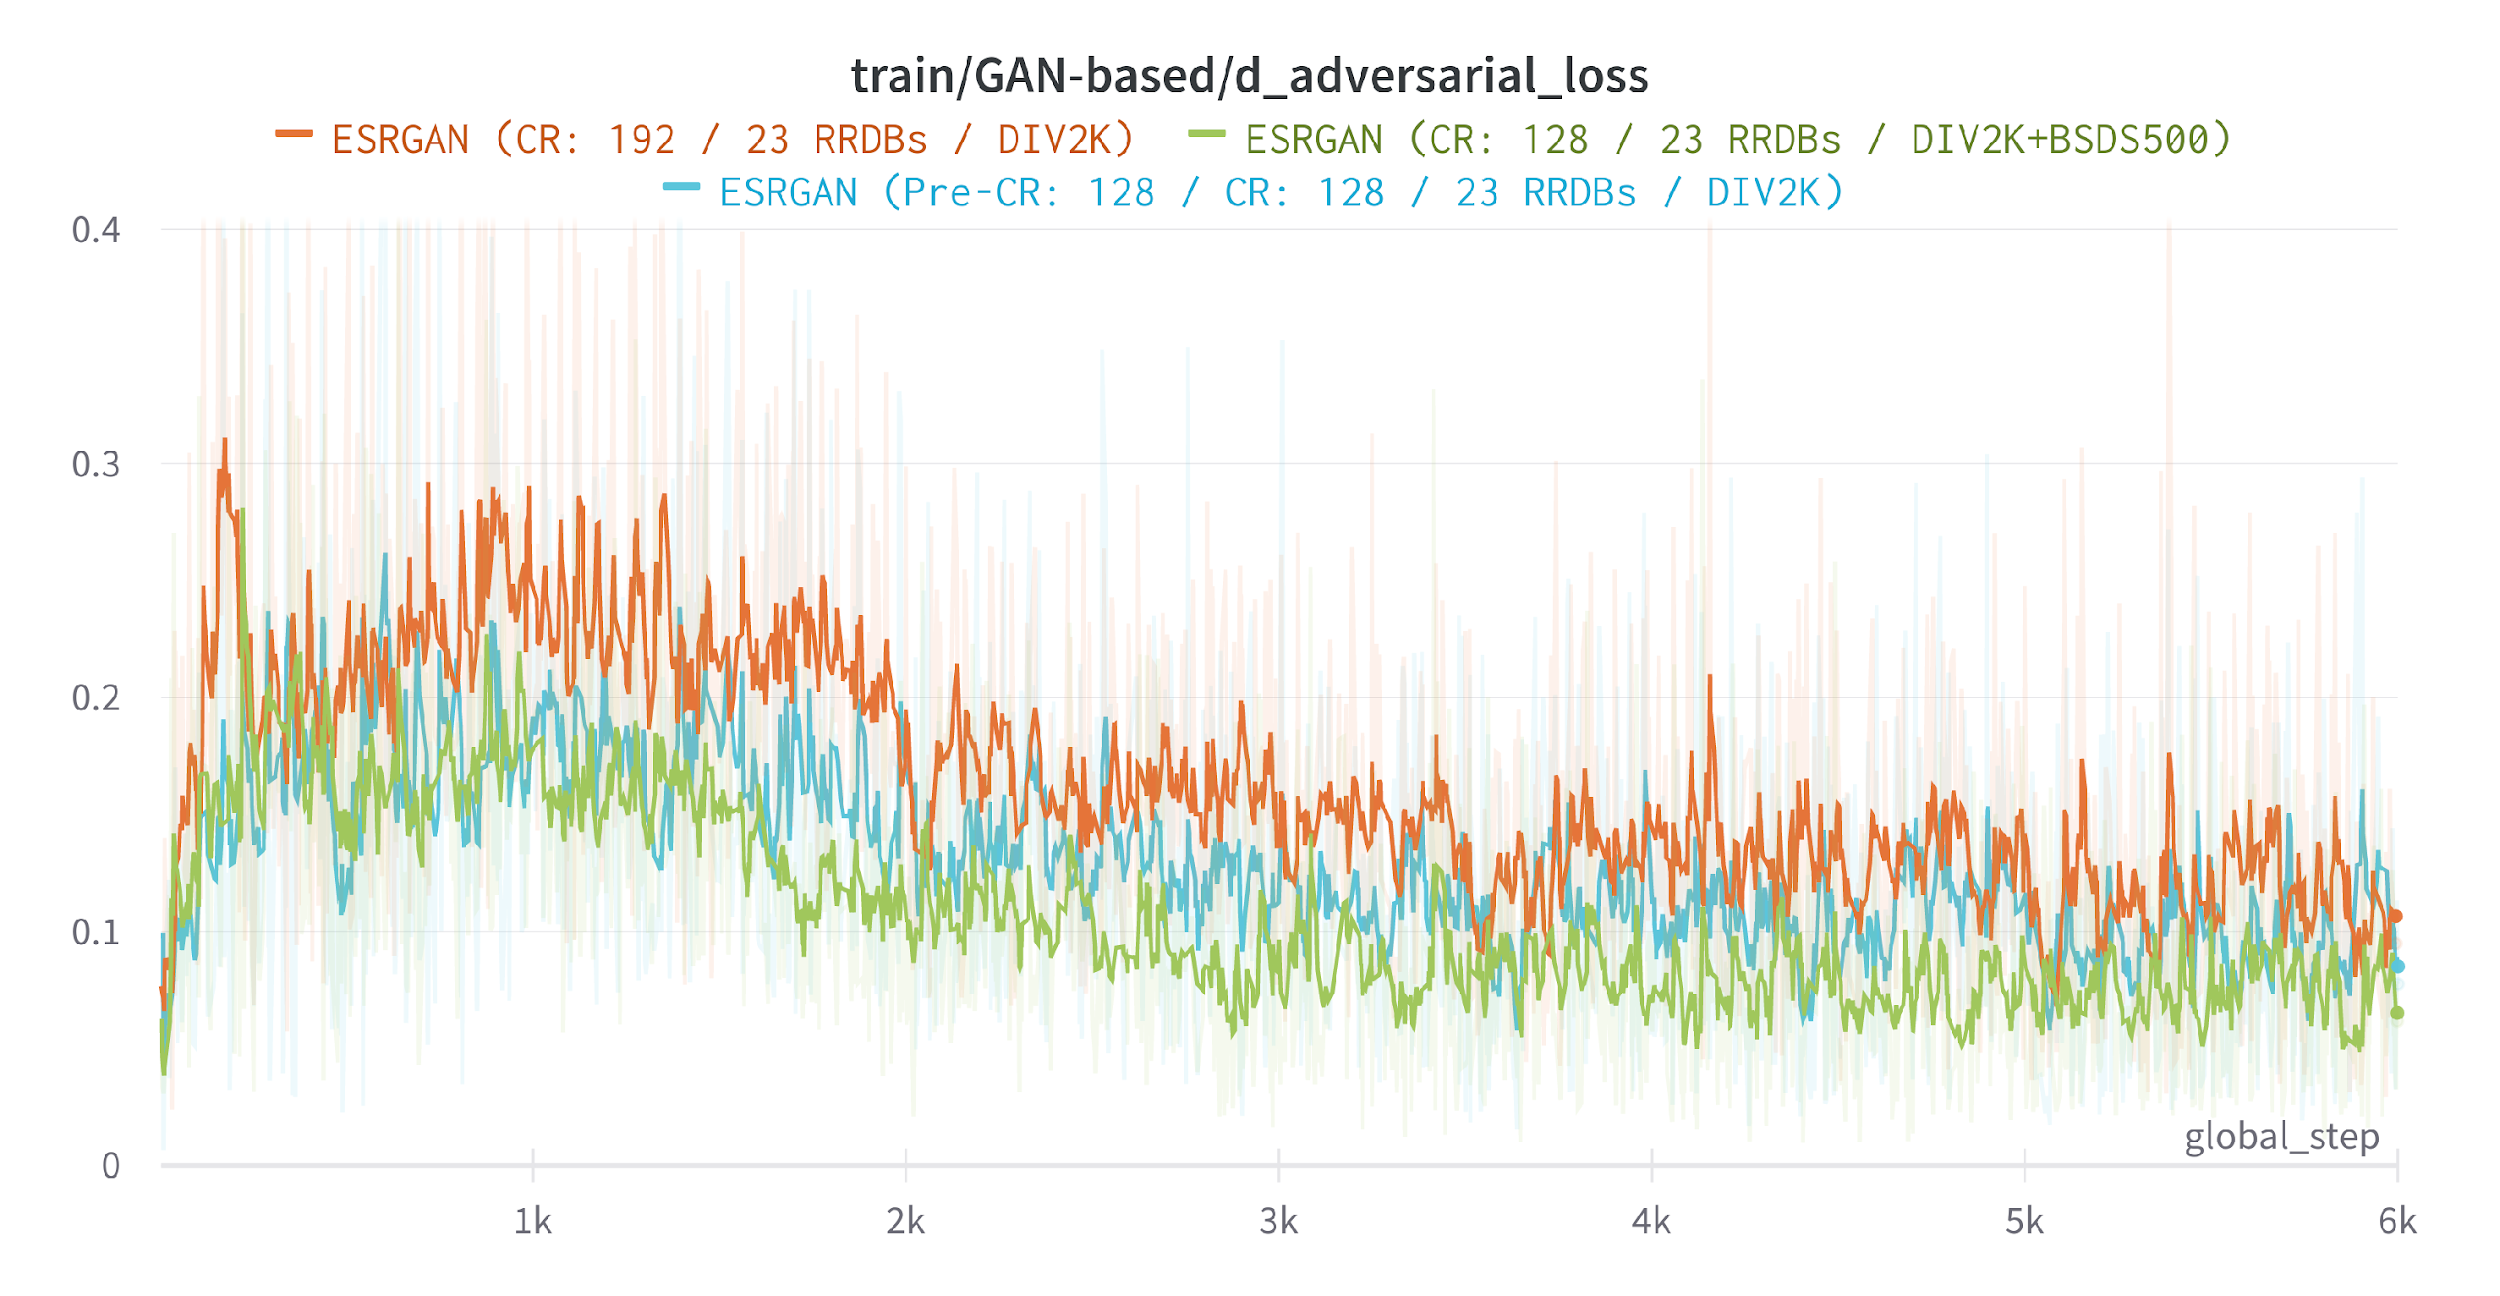 train/GAN-based/d_adversarial_loss
ESRGAN (CR: 192 / 23 RRDBs / DIV2K) ESRGAN (CR: 128 / 23 RRDBs / DIV2K+BSDS500)
ESRGAN (Pre-CR: 128 / CR: 128 / 23 RRDBs / DIV2K)
0.4
0.3
0.2
0.1
0
global_step
1k 2k 3k 4k 5k 6k